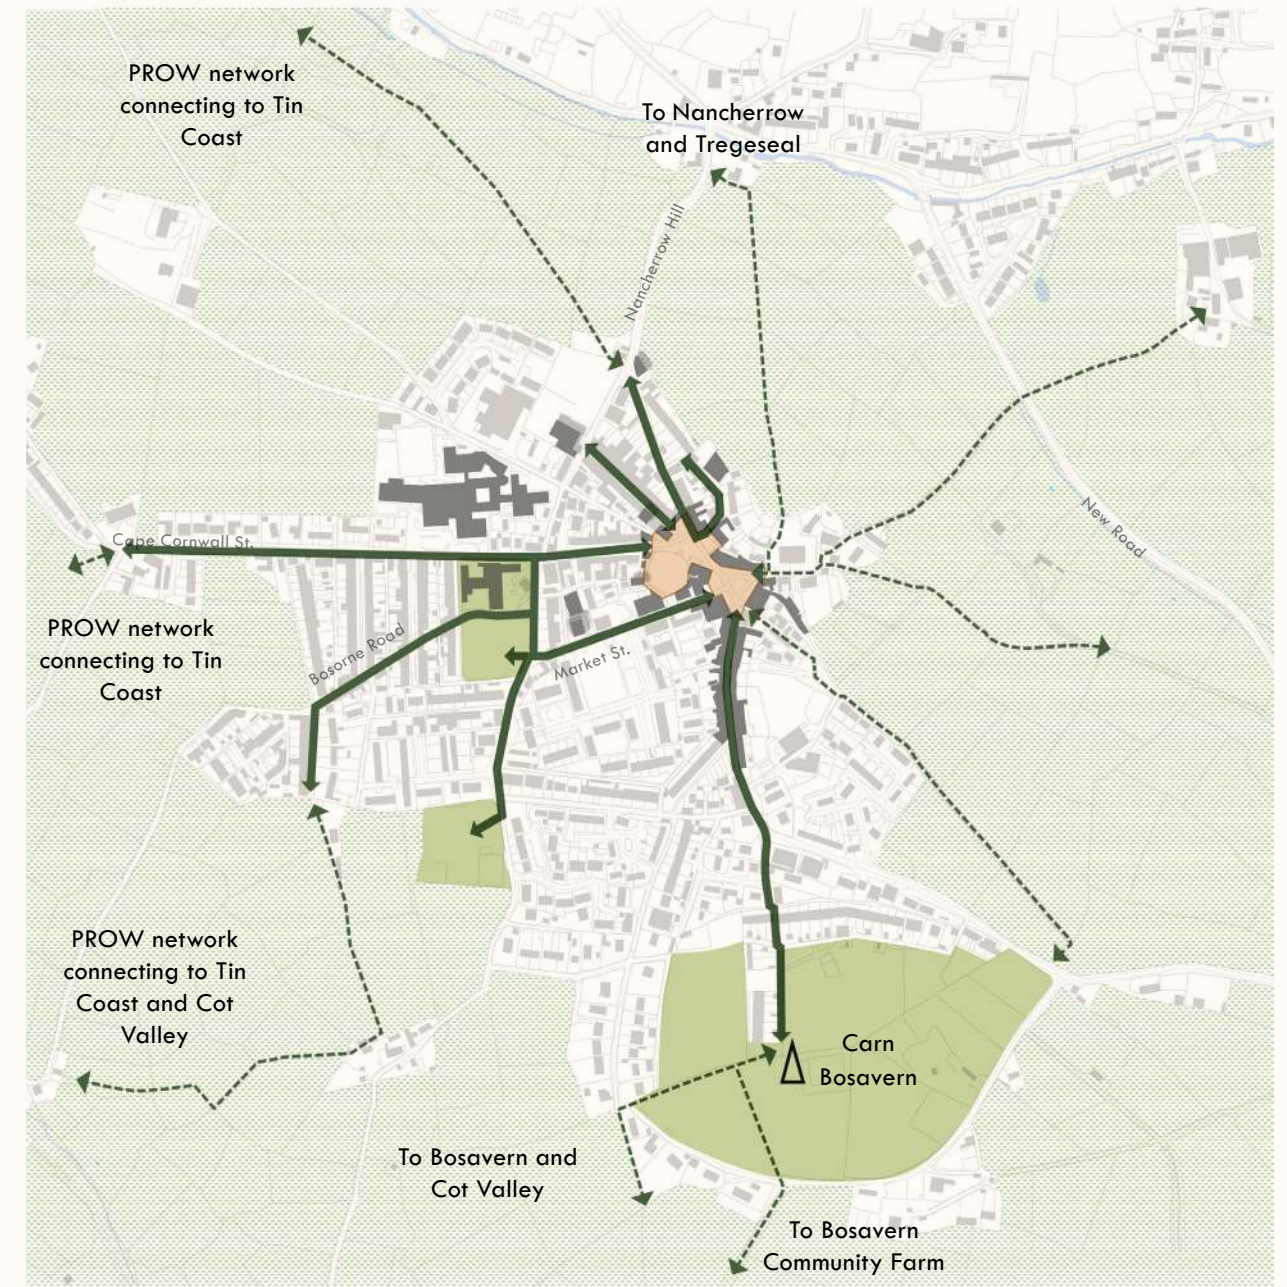 PROW network
connecting to Tin
Coast
To Nancherrow
and Tregeseal
Nancherrow Hill
New Road
Cape Cornwall St.
PROW network
connecting to Tin
Coast
Bosorne Road
Market St.
PROW network
connecting to Tin
Coast and Cot
Valley
Carn
Bosavern
To Bosavern and
Cot Valley
To Bosavern
Community Farm